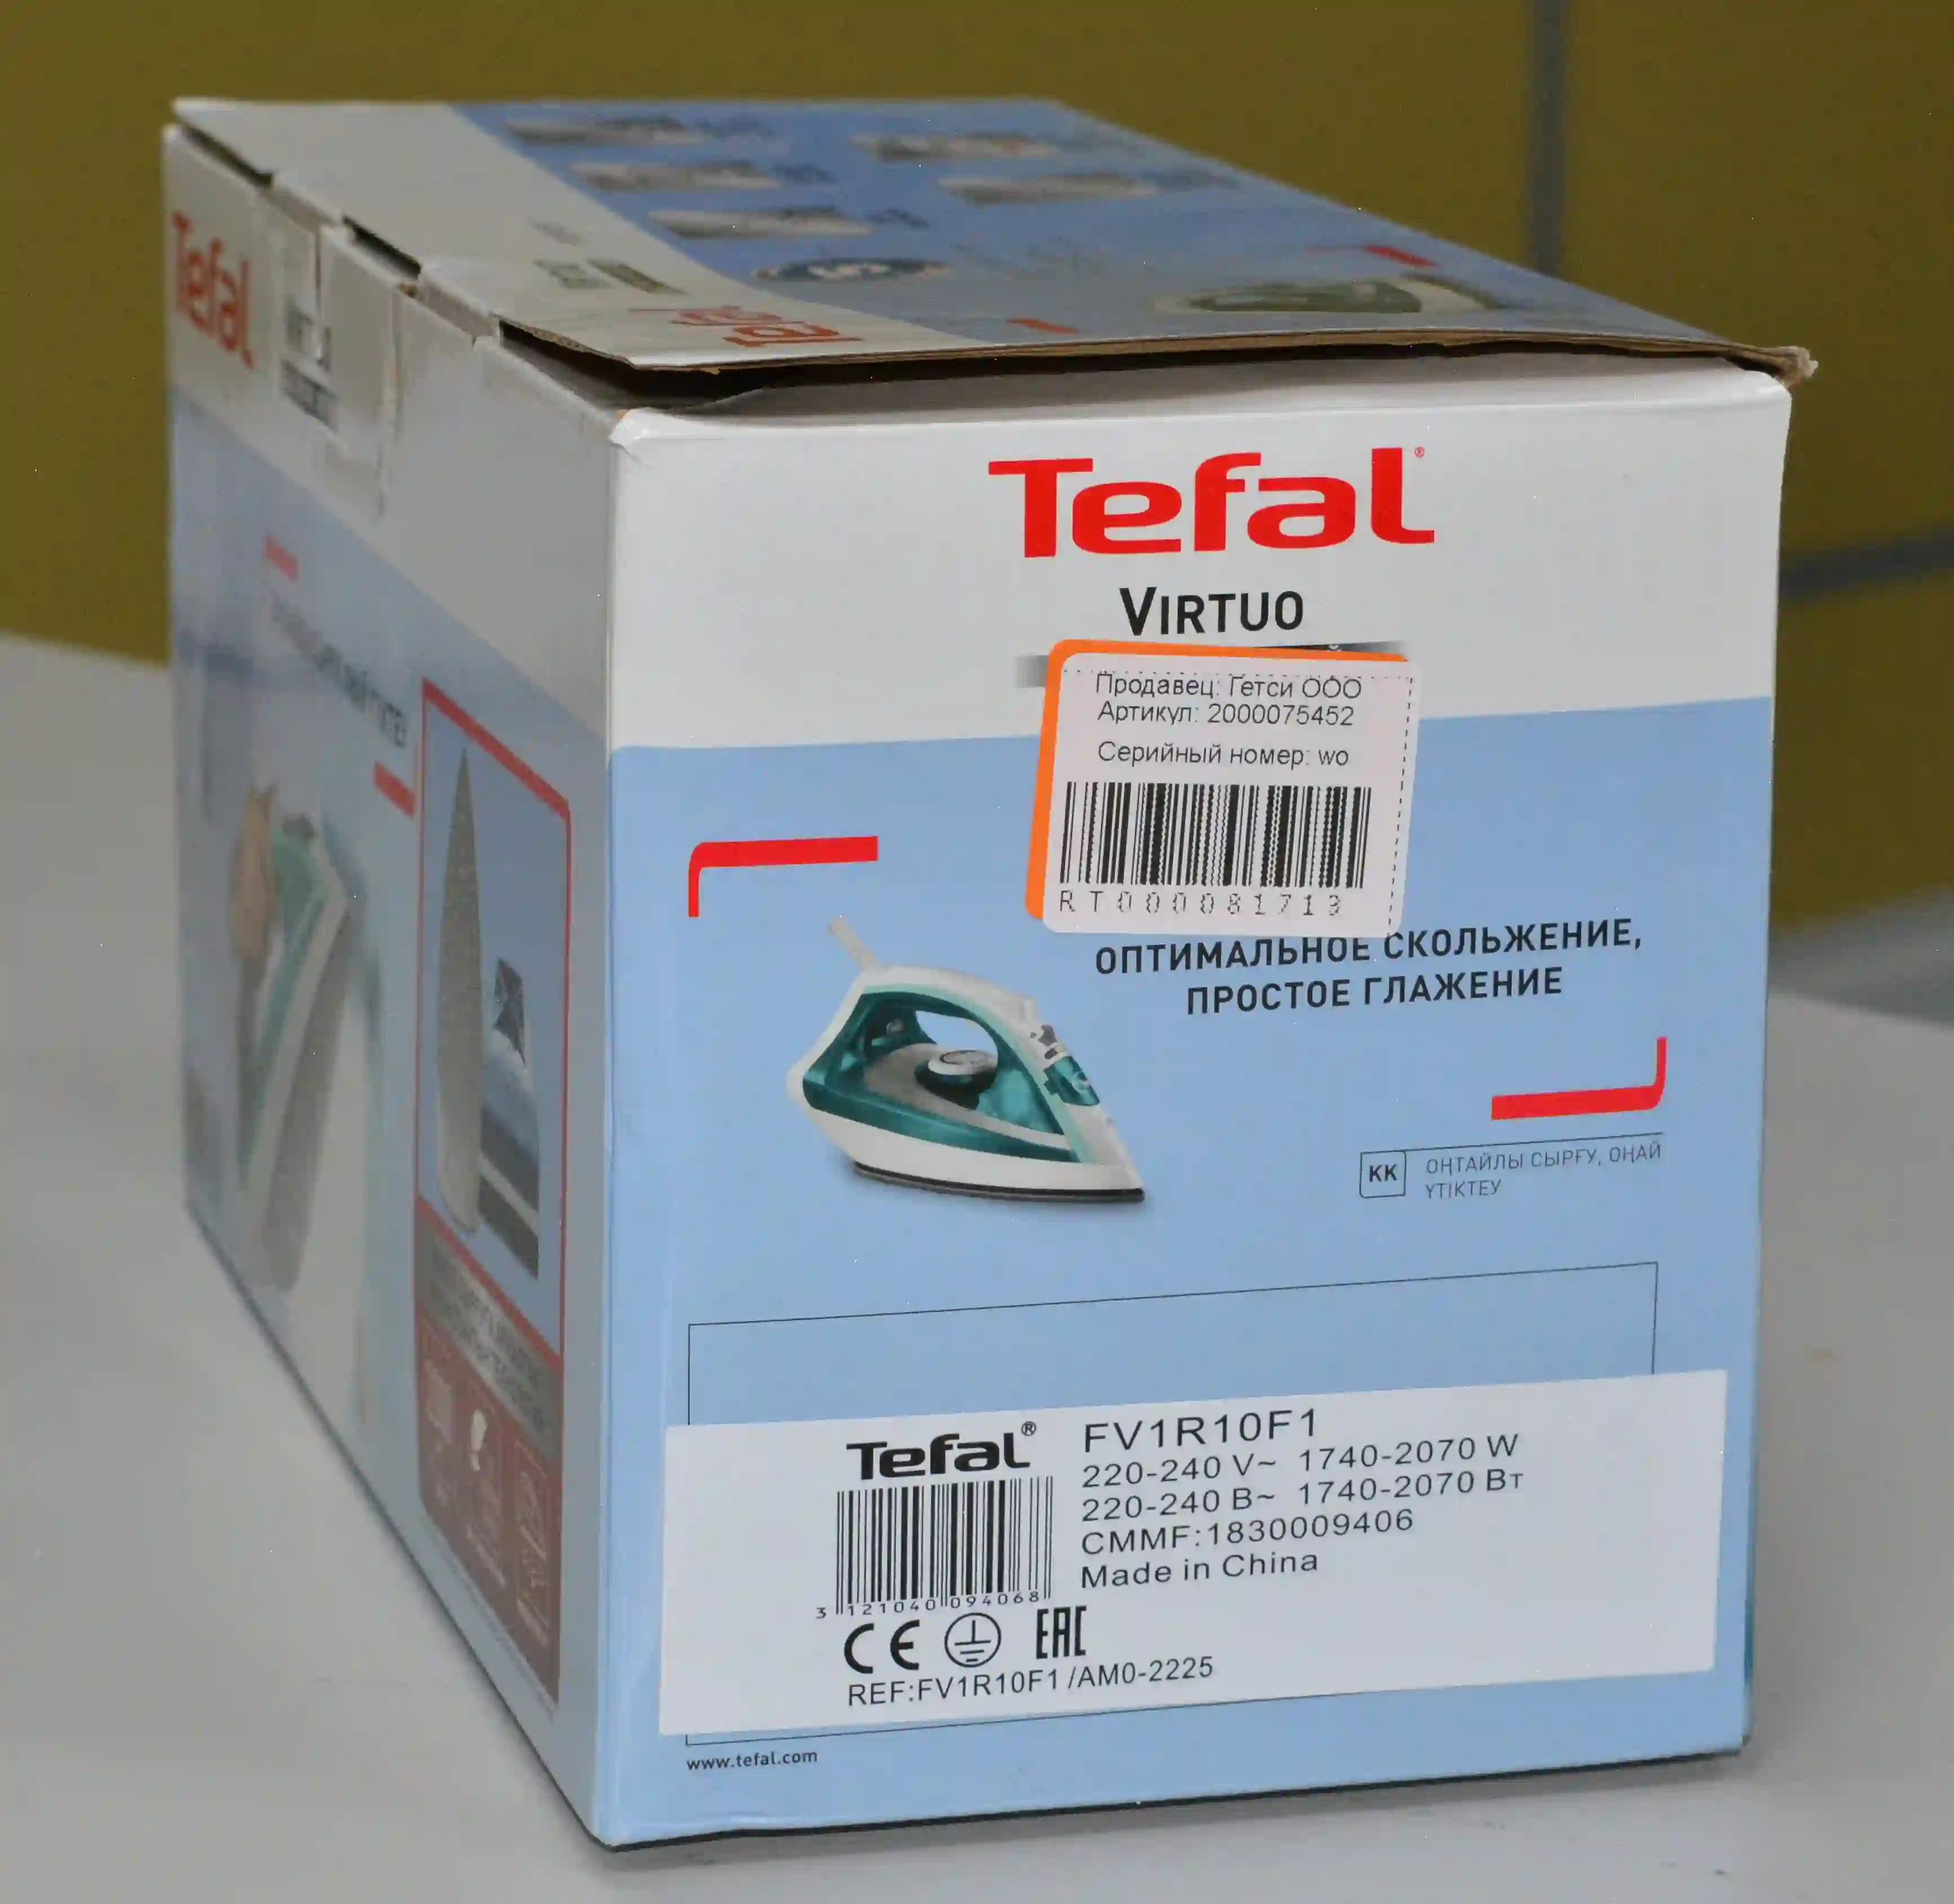 Tefal
Tefal®
VIRTUO
Продавец: Гетси ООО
Артикул: 2000075452
Серийный номер: wo
RT000081713
ОПТИМАЛЬНОЕ СКОЛЬЖЕНИЕ,
ПРОСТОЕ ГЛАЖЕНИЕ
KK ОҢТАЙЛЫ СЫРҒУ, ОҢАЙ
ҮТІКТЕУ
Tefal®
FV1R10F1
220-240 V~ 1740-2070 W
220-240 В~ 1740-2070 Вт
CMMF:1830009406
Made in China
3 121040 094068
CE EAC
REF:FV1R10F1 /AM0-2225
www.tefal.com